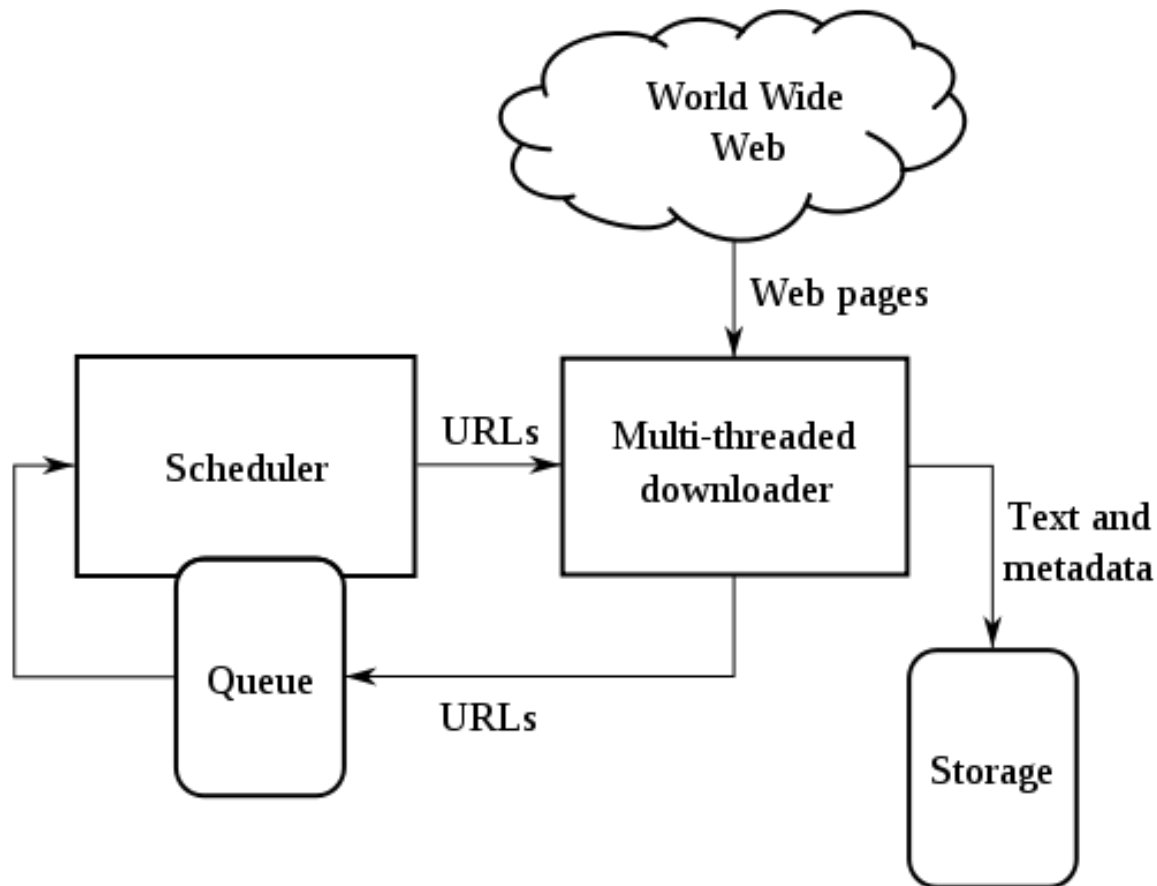 World Wide
Web
Web pages
URLs
Multi-threaded
downloader
Scheduler
Text and
metadata
Queue
URLs
Storage